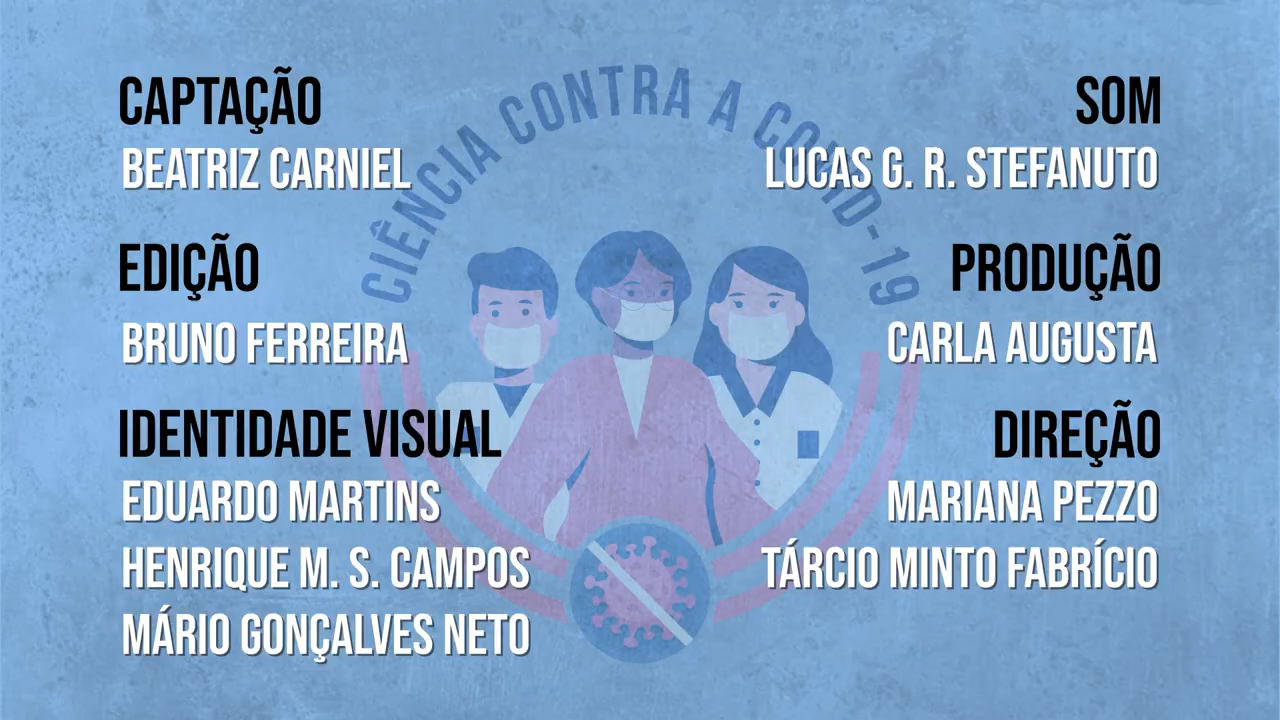 CIÊNCIA CONTRA A COVID-19
CAPTAÇÃO
BEATRIZ CARNIEL
EDIÇÃO
BRUNO FERREIRA
IDENTIDADE VISUAL
EDUARDO MARTINS
HENRIQUE M. S. CAMPOS
MÁRIO GONÇALVES NETO
SOM
LUCAS G. R. STEFANUTO
PRODUÇÃO
CARLA AUGUSTA
DIREÇÃO
MARIANA PEZZO
TÁRCIO MINTO FABRÍCIO